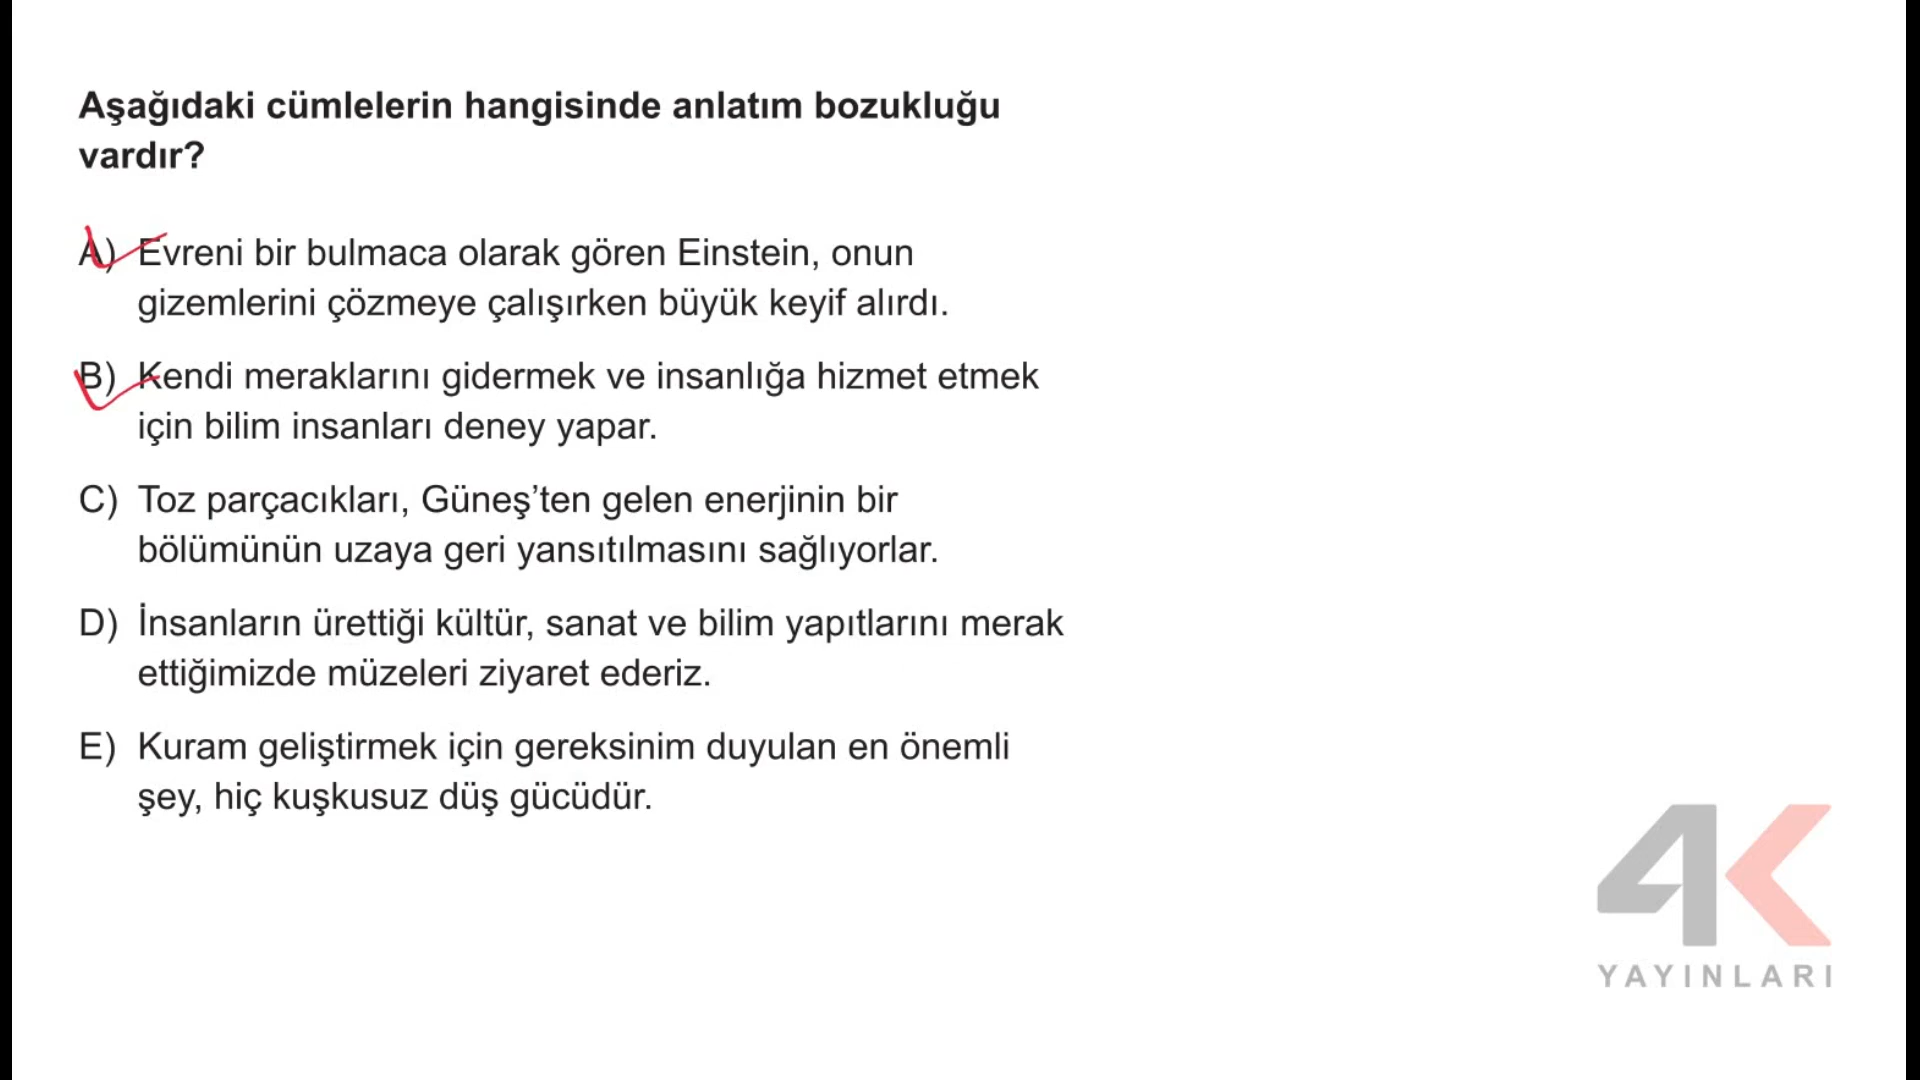 Aşağıdaki cümlelerin hangisinde anlatım bozukluğu
vardır?
A) Evreni bir bulmaca olarak gören Einstein, onun
gizemlerini çözmeye çalışırken büyük keyif alırdı.
B) Kendi meraklarını gidermek ve insanlığa hizmet etmek
için bilim insanları deney yapar.
C) Toz parçacıkları, Güneş’ten gelen enerjinin bir
bölümünün uzaya geri yansıtılmasını sağlıyorlar.
D) İnsanların ürettiği kültür, sanat ve bilim yapıtlarını merak
ettiğimizde müzeleri ziyaret ederiz.
E) Kuram geliştirmek için gereksinim duyulan en önemli
şey, hiç kuşkusuz düş gücüdür.
4K
YAYINLARI